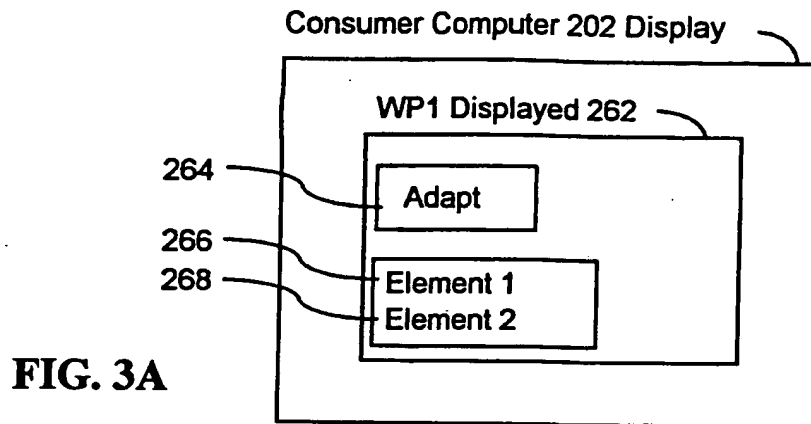 Consumer Computer 202 Display
WP1 Displayed 262
264
Adapt
266
Element 1
268
Element 2
FIG. 3A